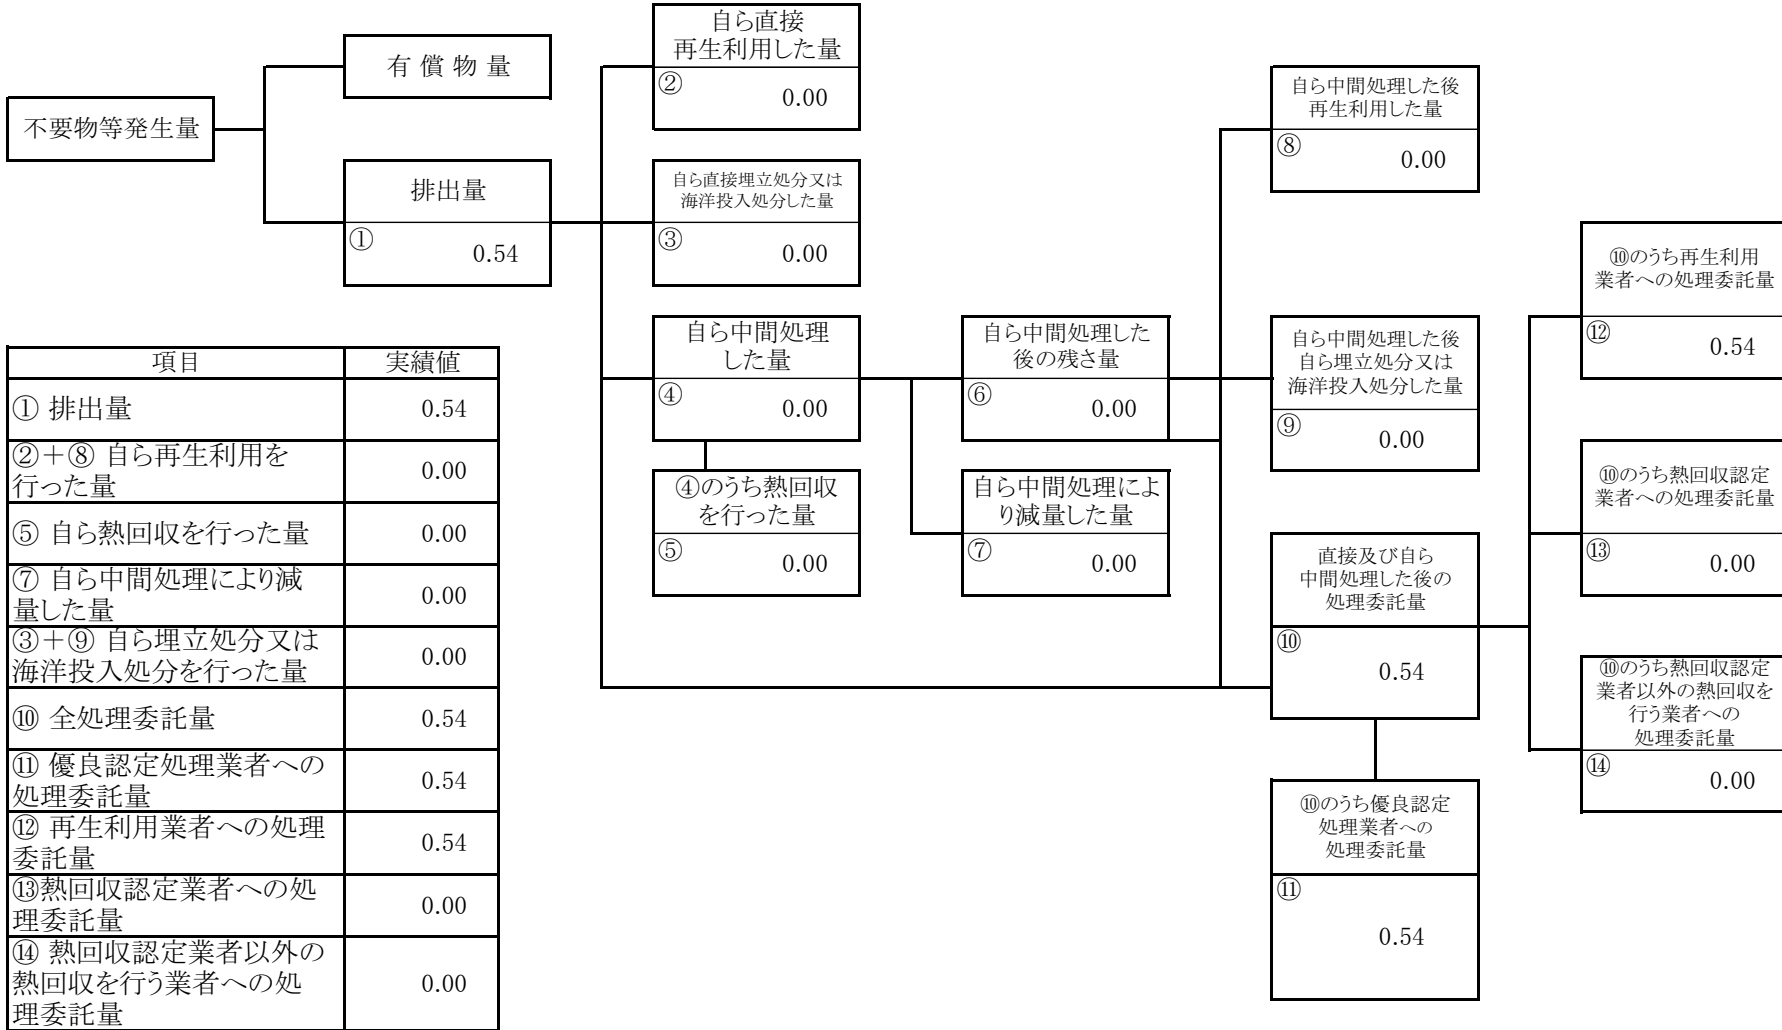 不要物等発生量
有 償 物 量
排出量
①
0.54
自ら直接
再生利用した量
②
0.00
自ら直接埋立処分又は
海洋投入処分した量
③
0.00
自ら中間処理
した量
④
0.00
④のうち熱回収
を行った量
⑤
0.00
自ら中間処理した
後の残さ量
⑥
0.00
自ら中間処理によ
り減量した量
⑦
0.00
自ら中間処理した後
再生利用した量
⑧
0.00
自ら中間処理した後
自ら埋立処分又は
海洋投入処分した量
⑨
0.00
直接及び自ら
中間処理した後の
処理委託量
⑩
0.54
⑩のうち優良認定
処理業者への
処理委託量
⑪
0.54
⑩のうち再生利用
業者への処理委託量
⑫
0.54
⑩のうち熱回収認定
業者への処理委託量
⑬
0.00
⑩のうち熱回収認定
業者以外の熱回収を
行う業者への
処理委託量
⑭
0.00
項目 実績値
① 排出量 0.54
②＋⑧ 自ら再生利用を
行った量 0.00
⑤ 自ら熱回収を行った量 0.00
⑦ 自ら中間処理により減
量した量 0.00
③＋⑨ 自ら埋立処分又は
海洋投入処分を行った量 0.00
⑩ 全処理委託量 0.54
⑪ 優良認定処理業者への
処理委託量 0.54
⑫ 再生利用業者への処理
委託量 0.54
⑬熱回収認定業者への処
理委託量 0.00
⑭ 熱回収認定業者以外の
熱回収を行う業者への処
理委託量 0.00